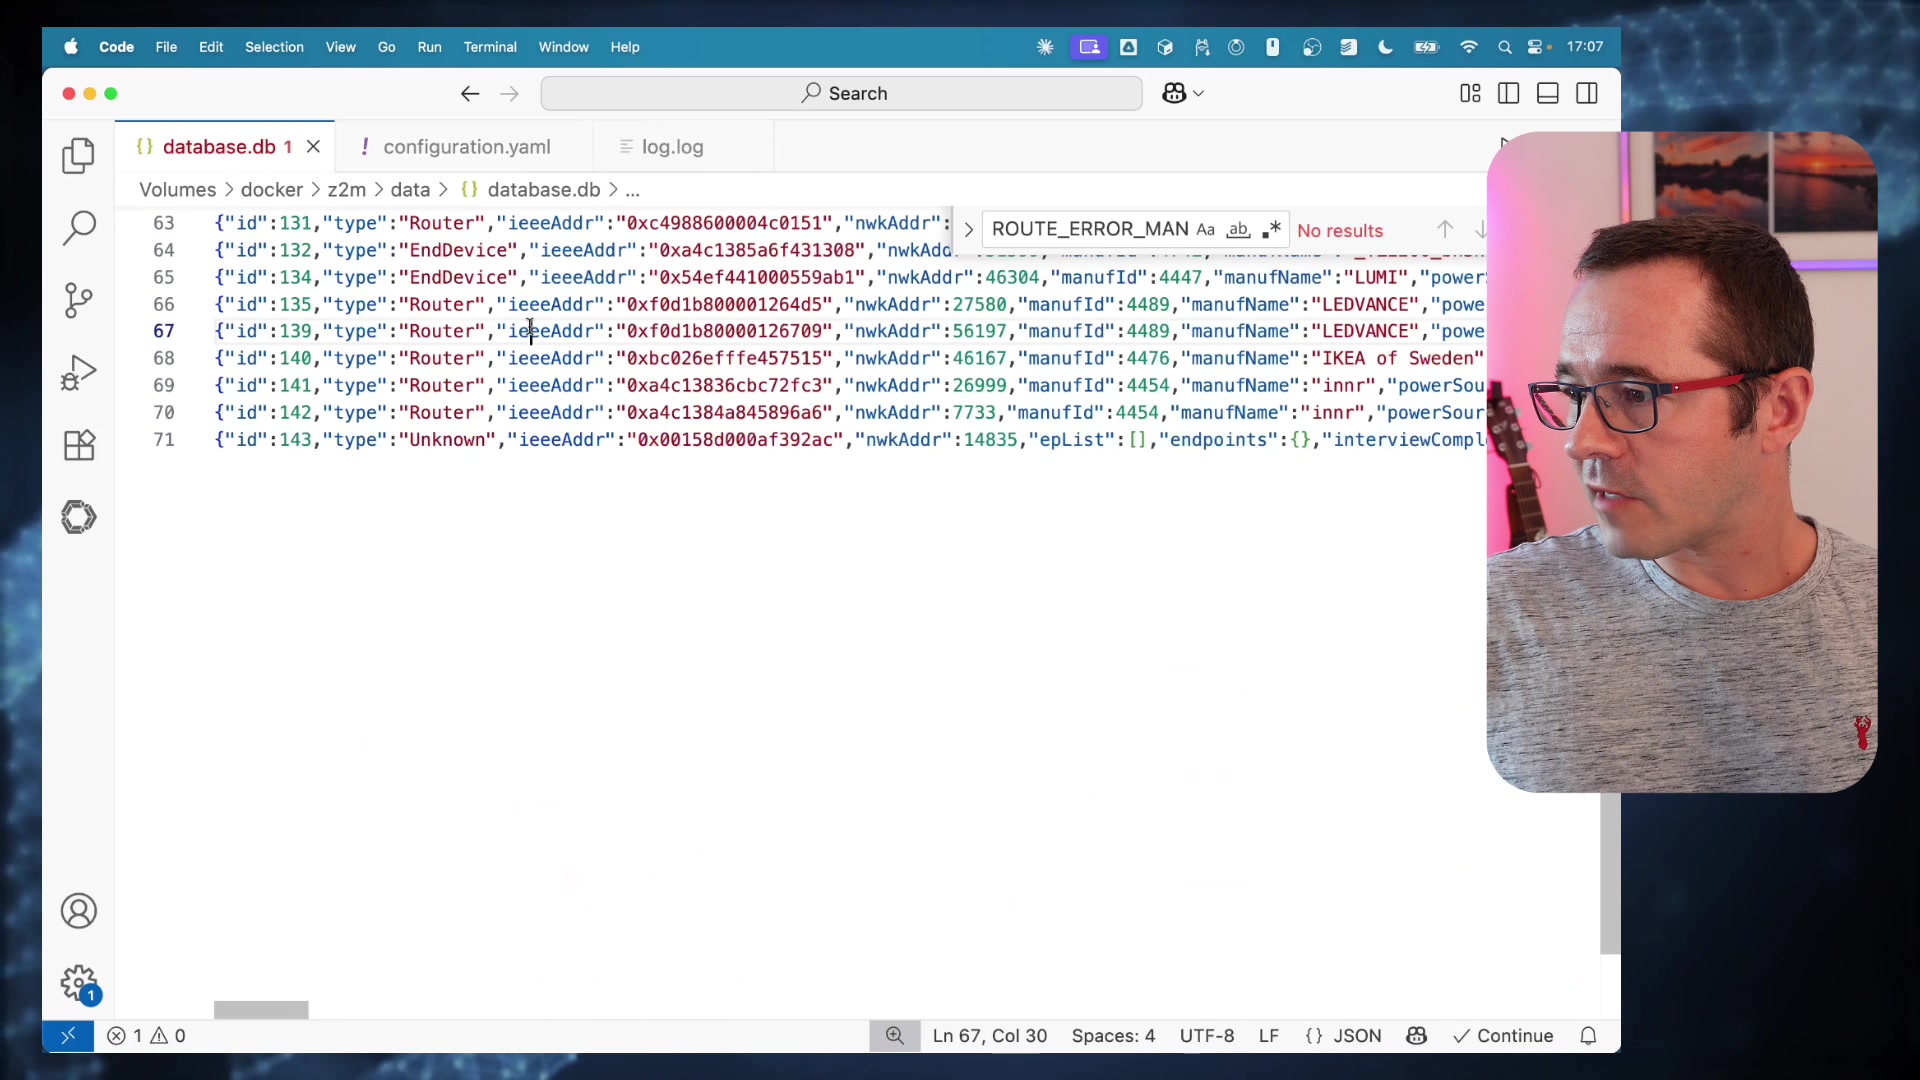 Code File Edit Selection View Go Run Terminal Window Help 17:07
Search
{} database.db 1 ! configuration.yaml log.log
Volumes > docker > z2m > data > {} database.db > ...
ROUTE_ERROR_MAN Aa ab .* No results
63 {"id":131,"type":"Router","ieeeAddr":"0xc4988600004c0151","nwkAddr":
64 {"id":132,"type":"EndDevice","ieeeAddr":"0xa4c1385a6f431308","nwkAdd
65 {"id":134,"type":"EndDevice","ieeeAddr":"0x54ef441000559ab1","nwkAddr":46304,"manufId":4447,"manufName":"LUMI","powerS
66 {"id":135,"type":"Router","ieeeAddr":"0xf0d1b800001264d5","nwkAddr":27580,"manufId":4489,"manufName":"LEDVANCE","powe
67 {"id":139,"type":"Router","ieeeAddr":"0xf0d1b80000126709","nwkAddr":56197,"manufId":4489,"manufName":"LEDVANCE","powe
68 {"id":140,"type":"Router","ieeeAddr":"0xbc026efffe457515","nwkAddr":46167,"manufId":4476,"manufName":"IKEA of Sweden"
69 {"id":141,"type":"Router","ieeeAddr":"0xa4c13836cbc72fc3","nwkAddr":26999,"manufId":4454,"manufName":"innr","powerSou
70 {"id":142,"type":"Router","ieeeAddr":"0xa4c1384a845896a6","nwkAddr":7733,"manufId":4454,"manufName":"innr","powerSour
71 {"id":143,"type":"Unknown","ieeeAddr":"0x00158d000af392ac","nwkAddr":14835,"epList":[],"endpoints":{},"interviewComple
1
1 0 Ln 67, Col 30 Spaces: 4 UTF-8 LF {} JSON Continue